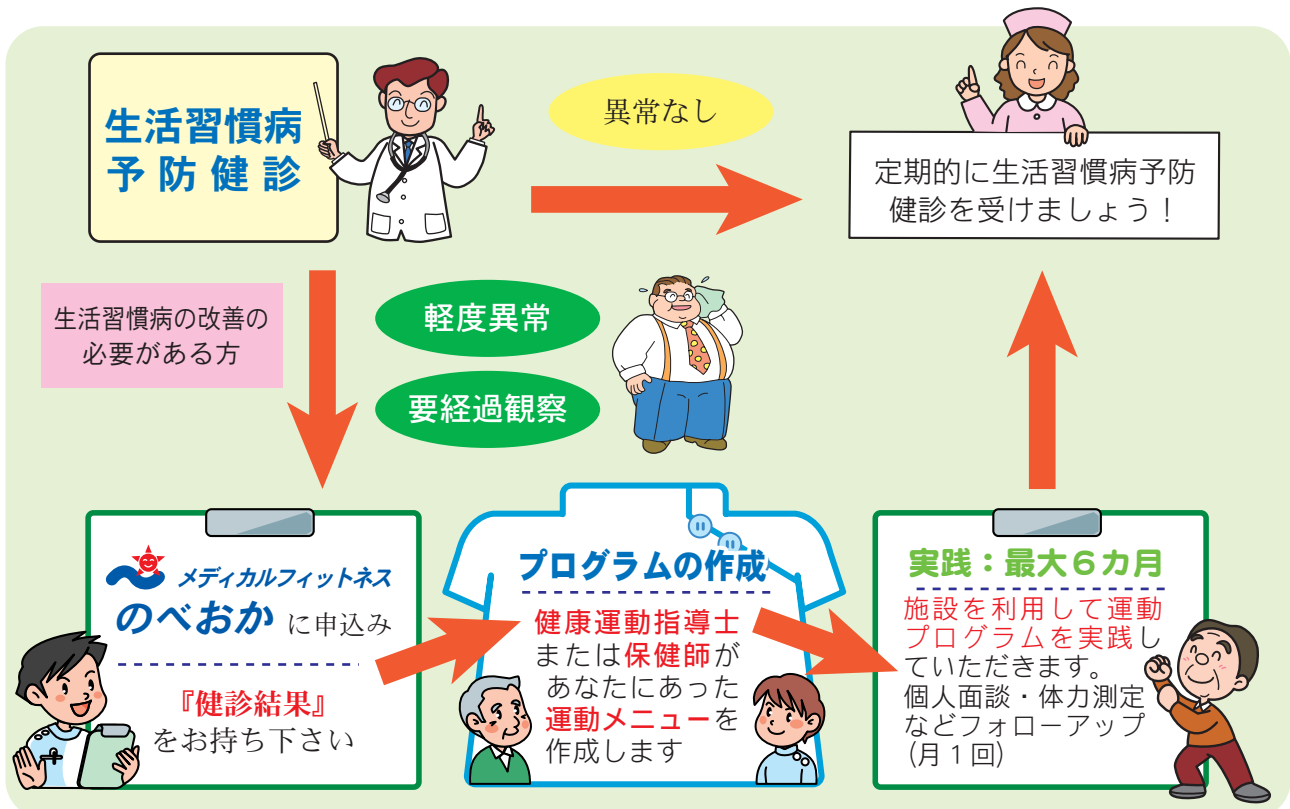 生活習慣病
予防健診
異常なし
定期的に生活習慣病予防
健診を受けましょう！
生活習慣病の改善の
必要がある方
軽度異常
要経過観察
メディカルフィットネス
のべおか に申込み
『健診結果』
をお持ち下さい
プログラムの作成
健康運動指導士
または保健師が
あなたにあった
運動メニューを
作成します
実践：最大６カ月
施設を利用して運動
プログラムを実践し
ていただきます。
個人面談・体力測定
などフォローアップ
(月１回)